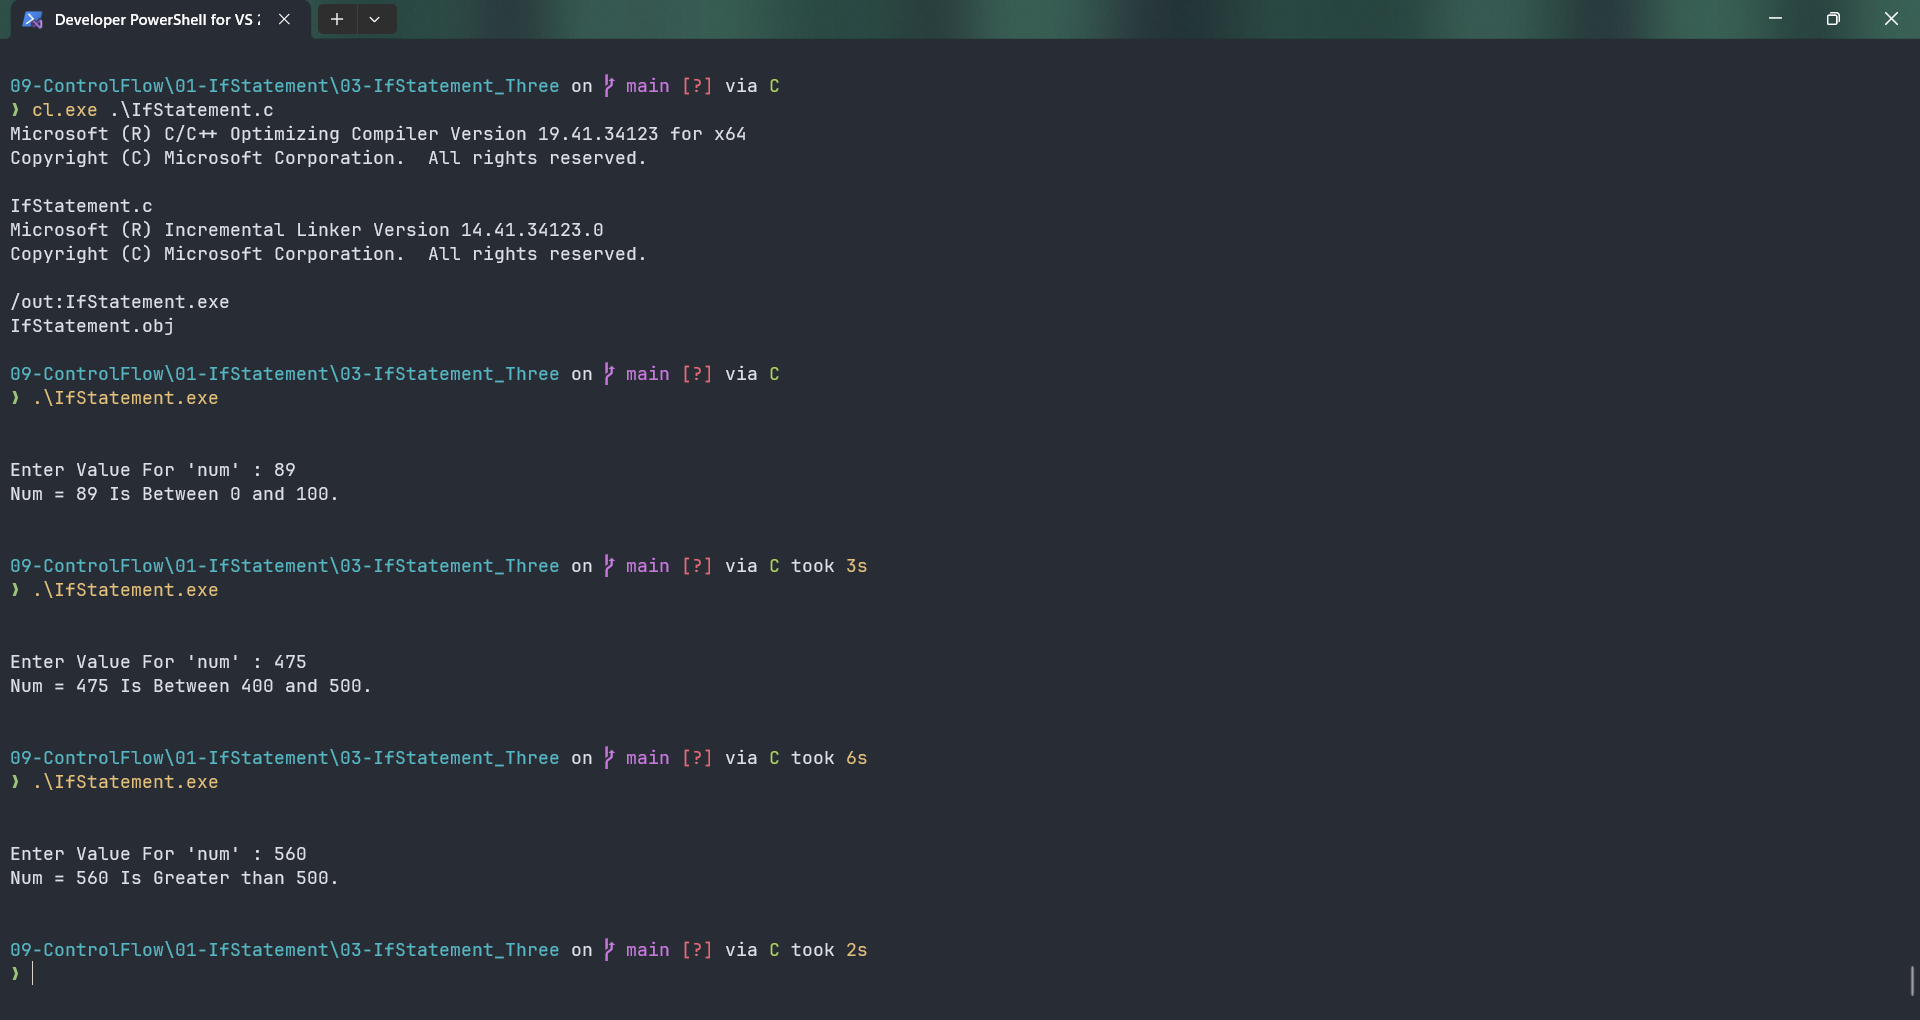 Developer PowerShell for VS 2
09-ControlFlow\01-IfStatement\03-IfStatement_Three on main [?] via C
❯ cl.exe .\IfStatement.c
Microsoft (R) C/C++ Optimizing Compiler Version 19.41.34123 for x64
Copyright (C) Microsoft Corporation.  All rights reserved.
IfStatement.c
Microsoft (R) Incremental Linker Version 14.41.34123.0
Copyright (C) Microsoft Corporation.  All rights reserved.
/out:IfStatement.exe
IfStatement.obj
09-ControlFlow\01-IfStatement\03-IfStatement_Three on main [?] via C
❯ .\IfStatement.exe
Enter Value For 'num' : 89
Num = 89 Is Between 0 and 100.
09-ControlFlow\01-IfStatement\03-IfStatement_Three on main [?] via C took 3s
❯ .\IfStatement.exe
Enter Value For 'num' : 475
Num = 475 Is Between 400 and 500.
09-ControlFlow\01-IfStatement\03-IfStatement_Three on main [?] via C took 6s
❯ .\IfStatement.exe
Enter Value For 'num' : 560
Num = 560 Is Greater than 500.
09-ControlFlow\01-IfStatement\03-IfStatement_Three on main [?] via C took 2s
❯